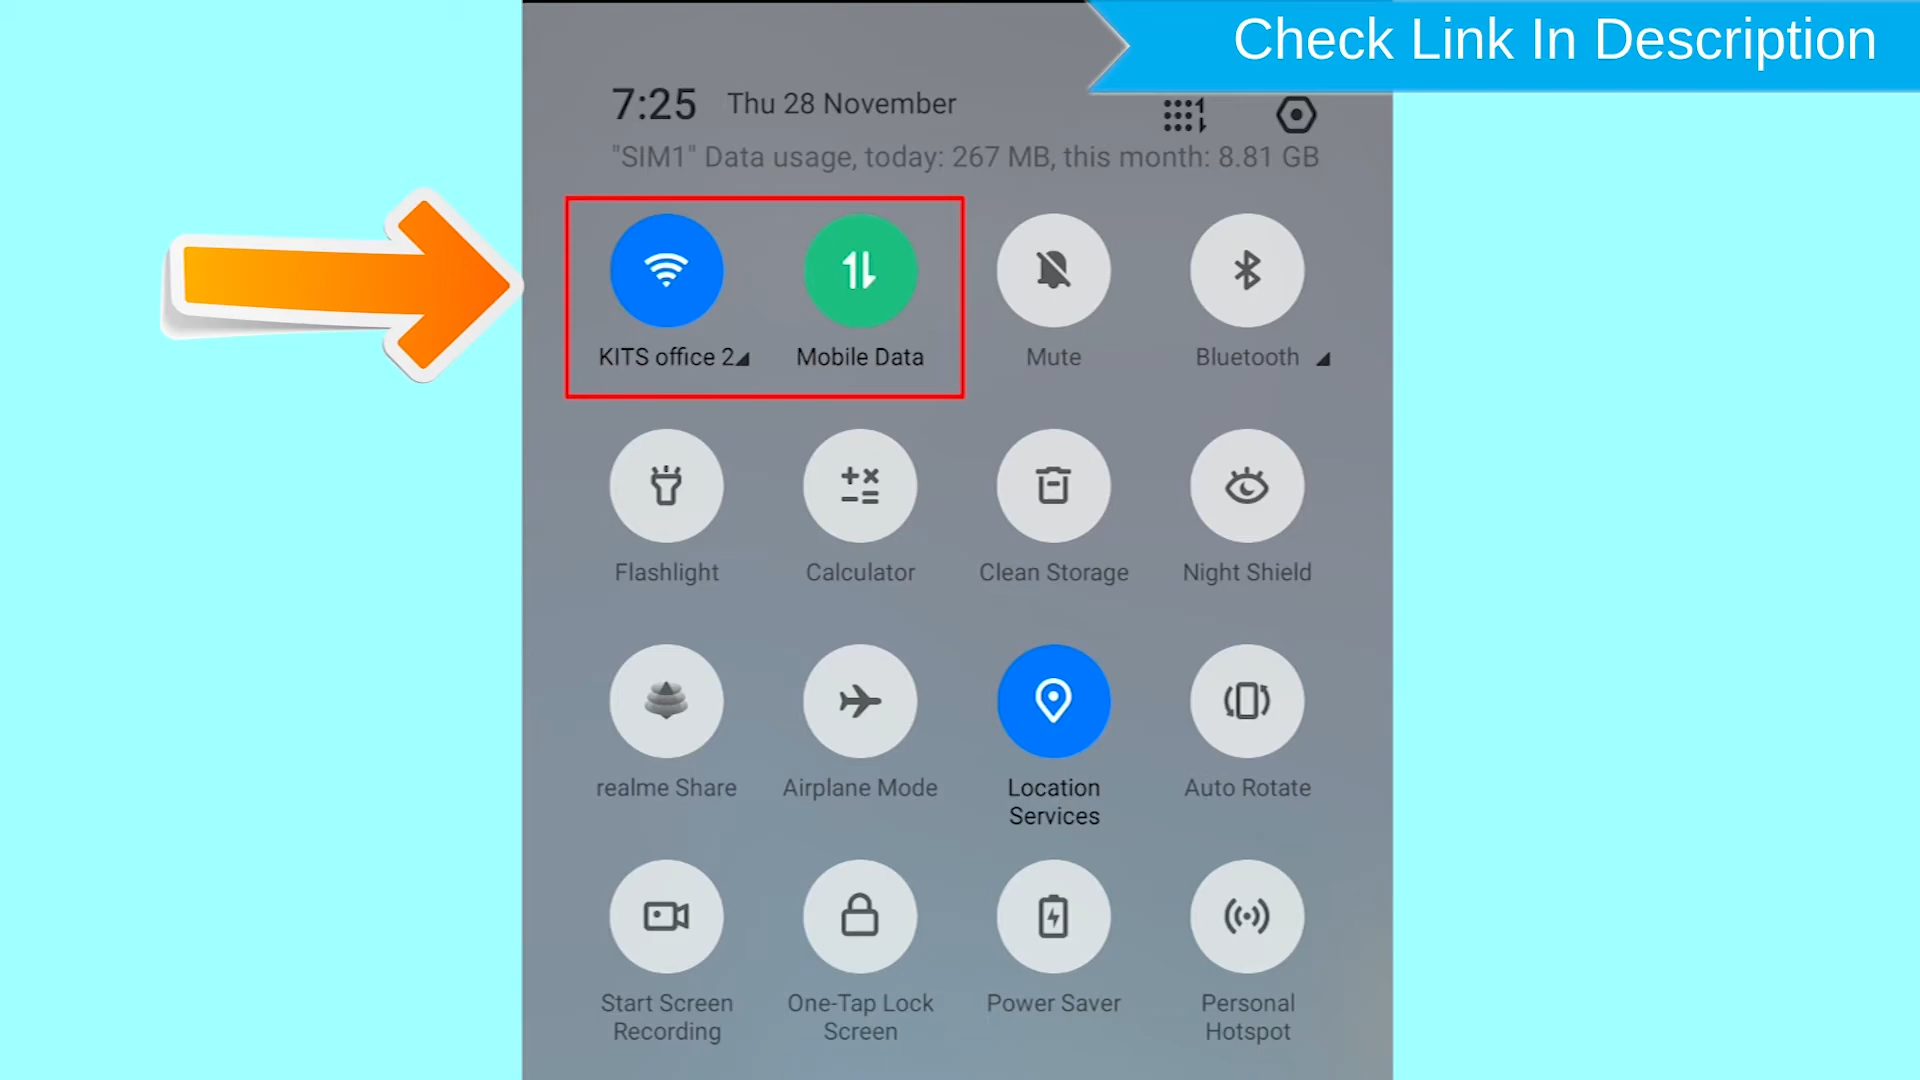 Check Link In Description
7:25 Thu 28 November
"SIM1" Data usage, today: 267 MB, this month: 8.81 GB
KITS office 2 Mobile Data Mute Bluetooth
Flashlight Calculator Clean Storage Night Shield
realme Share Airplane Mode Location Services Auto Rotate
Start Screen Recording One-Tap Lock Screen Power Saver Personal Hotspot